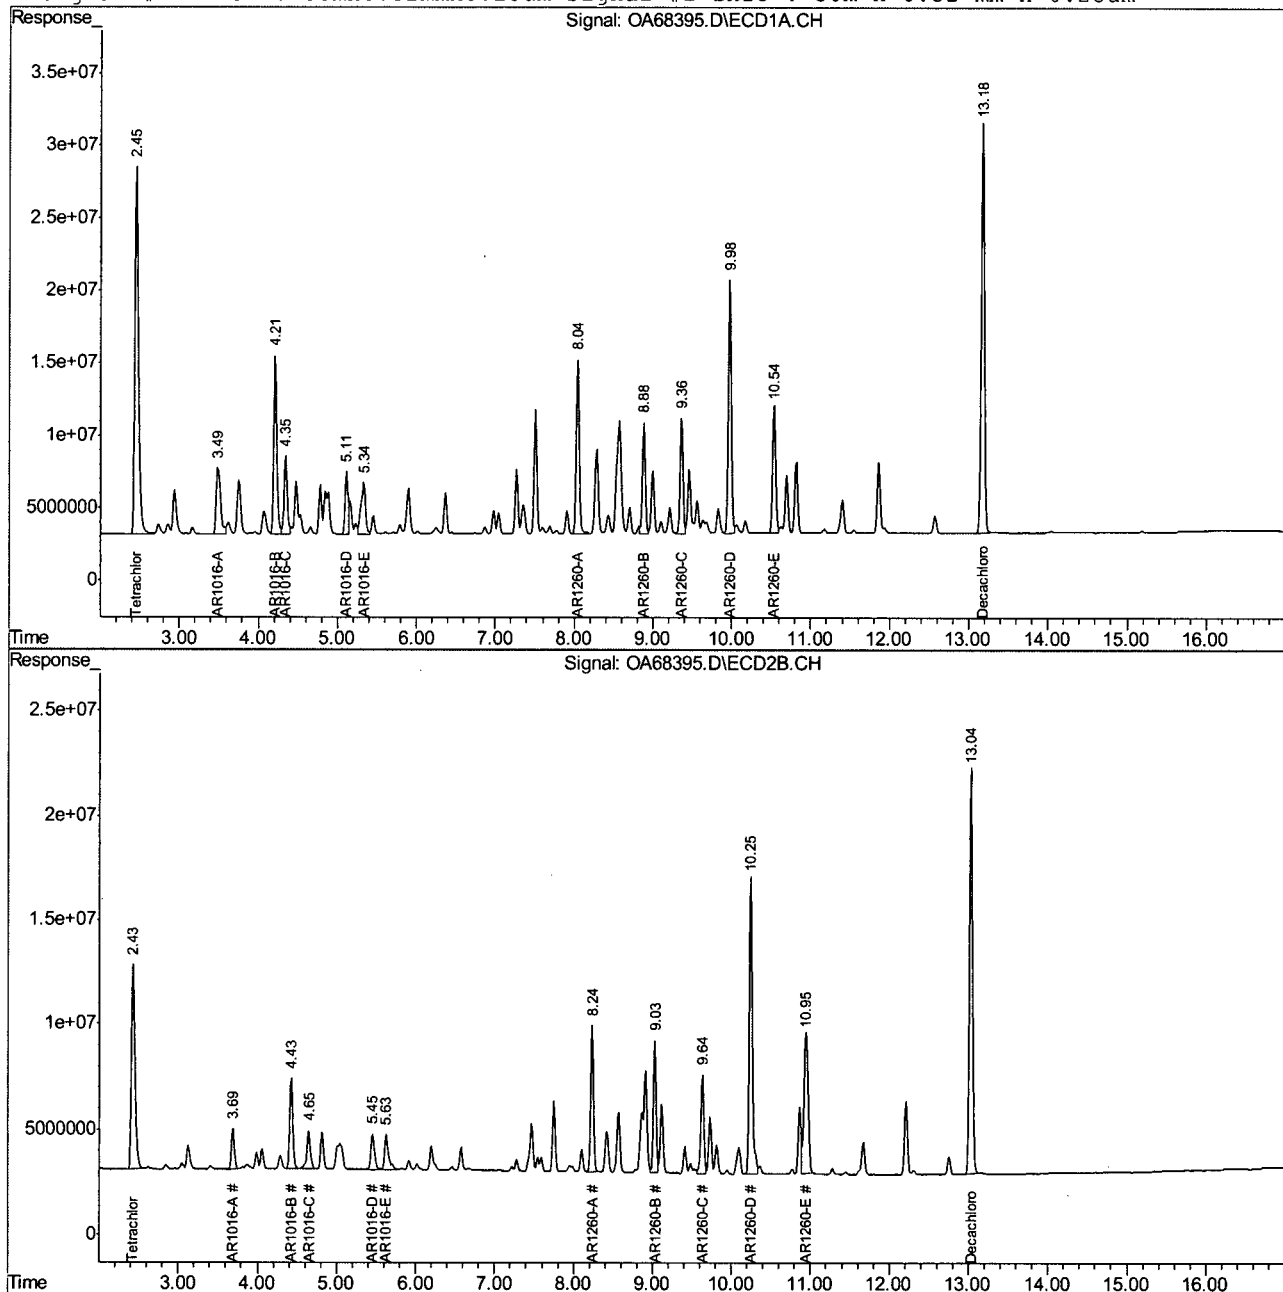 Response_
Signal: OA68395.D\ECD1A.CH
3.5e+07
3e+07
2.5e+07
2e+07
1.5e+07
1e+07
5000000
0
2.45
3.49
4.21
4.35
5.11
5.34
8.04
8.88
9.36
9.98
10.54
13.18
Tetrachlor
AR1016-A
AR1016-B
AR1016-C
AR1016-D
AR1016-E
AR1260-A
AR1260-B
AR1260-C
AR1260-D
AR1260-E
Decachloro
Time 3.00 4.00 5.00 6.00 7.00 8.00 9.00 10.00 11.00 12.00 13.00 14.00 15.00 16.00
Response_
Signal: OA68395.D\ECD2B.CH
2.5e+07
2e+07
1.5e+07
1e+07
5000000
0
2.43
3.69
4.43
4.65
5.45
5.63
8.24
9.03
9.64
10.25
10.95
13.04
Tetrachlor
AR1016-A #
AR1016-B #
AR1016-C #
AR1016-D #
AR1016-E #
AR1260-A #
AR1260-B #
AR1260-C #
AR1260-D #
AR1260-E #
Decachloro
Time 3.00 4.00 5.00 6.00 7.00 8.00 9.00 10.00 11.00 12.00 13.00 14.00 15.00 16.00